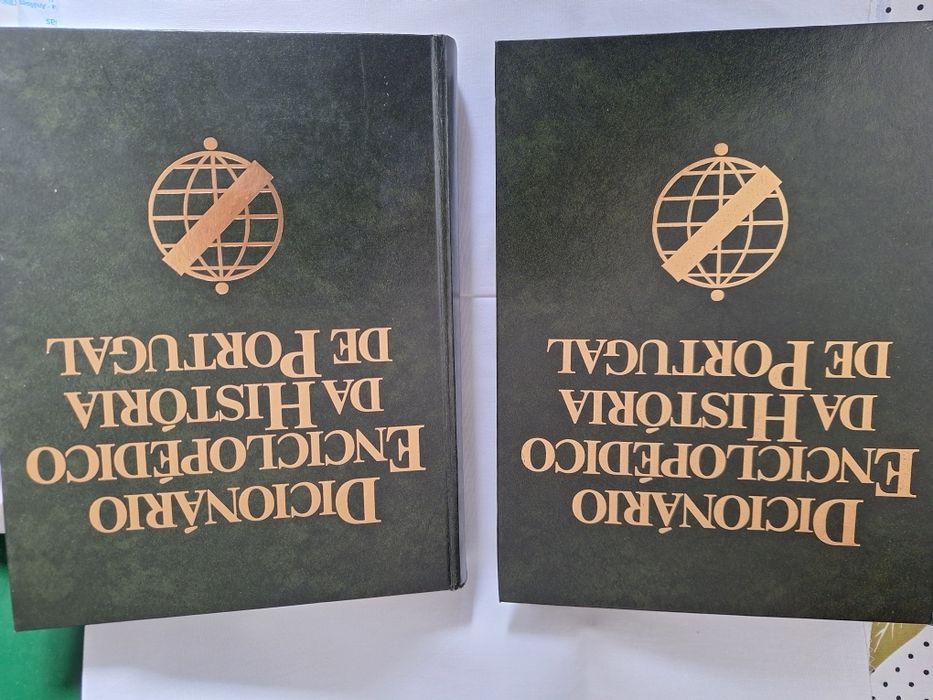 DICIONÁRIO
ENCICLOPÉDICO
DA HISTÓRIA
DE PORTUGAL
DICIONÁRIO
ENCICLOPÉDICO
DA HISTÓRIA
DE PORTUGAL